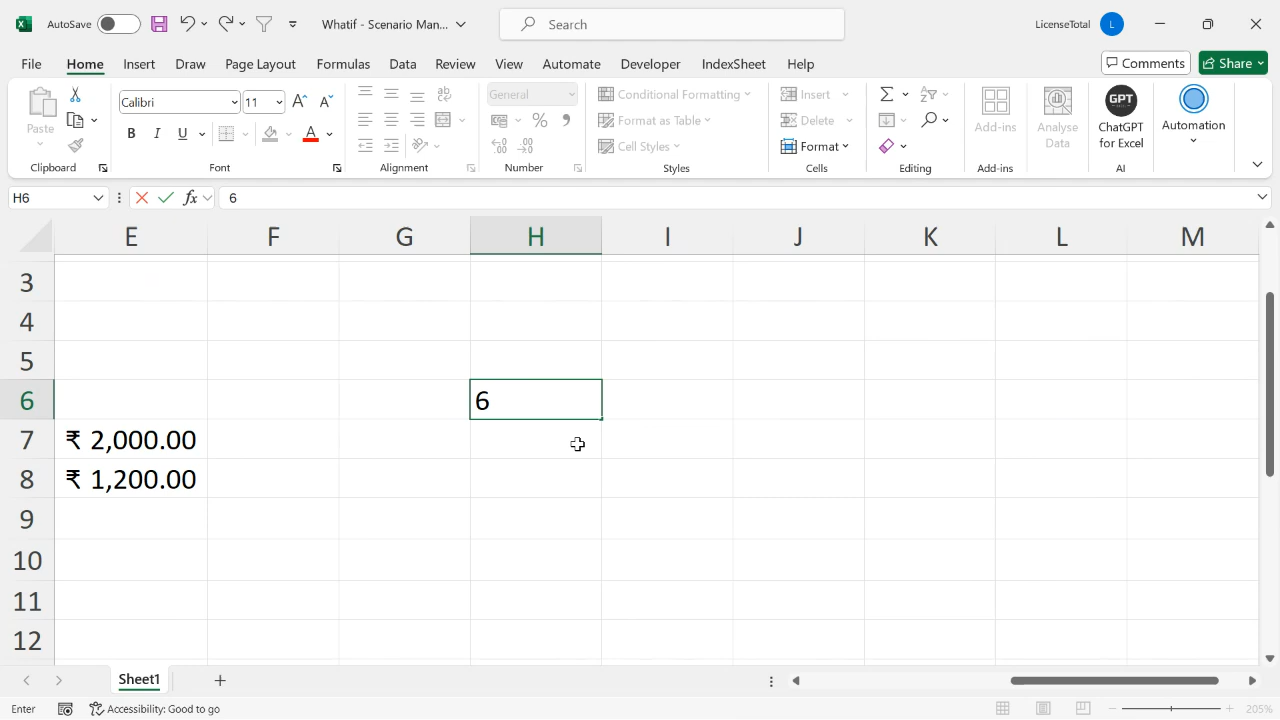 AutoSave
Whatif - Scenario Man...
Search
LicenseTotal
L
File
Home
Insert
Draw
Page Layout
Formulas
Data
Review
View
Automate
Developer
IndexSheet
Help
Comments
Share
Paste
Clipboard
Calibri
11
B I U
Font
Alignment
General
Number
Conditional Formatting
Format as Table
Cell Styles
Styles
Insert
Delete
Format
Cells
Editing
Add-ins
Add-ins
Analyse
Data
GPT
ChatGPT
for Excel
AI
Automation
H6
fx
6
E F G H I J K L M
3
4
5
6 6
7 ₹ 2,000.00
8 ₹ 1,200.00
9
10
11
12
Sheet1
Enter
Accessibility: Good to go
205%